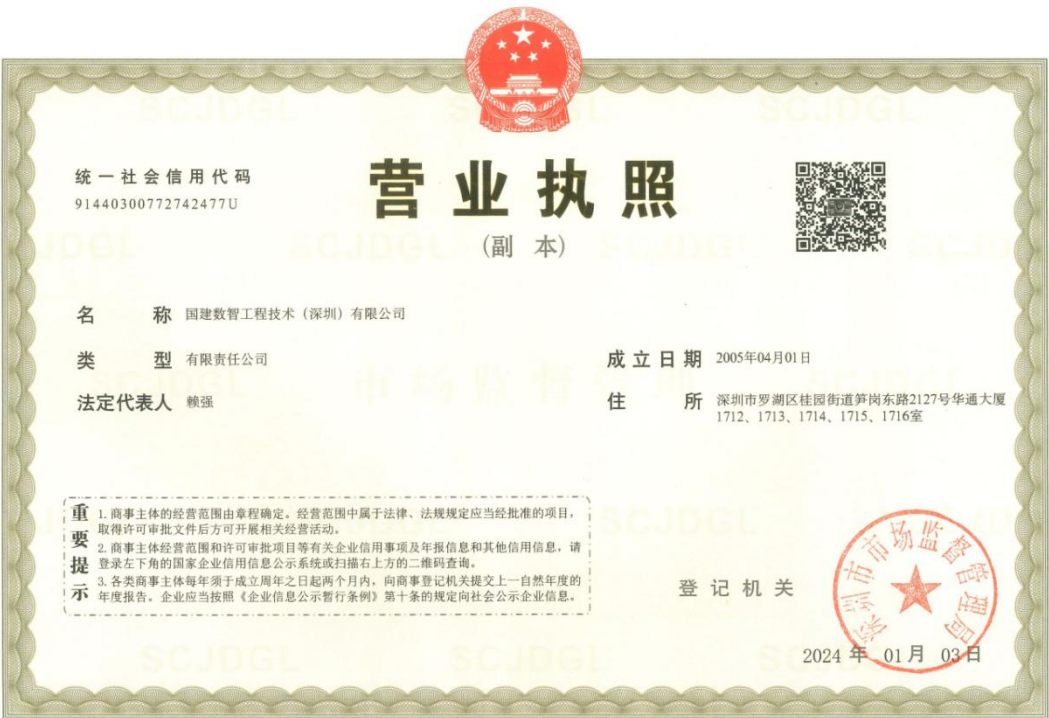 统一社会信用代码
91440300772742477U
营业执照
(副 本)
名 称 国建数智工程技术（深圳）有限公司
类 型 有限责任公司
法定代表人 赖强
成立日期 2005年04月01日
住 所 深圳市罗湖区桂园街道笋岗东路2127号华通大厦
1712、1713、1714、1715、1716室
重要提示
1. 商事主体的经营范围由章程确定。经营范围中属于法律、法规规定应当经批准的项目，
取得许可审批文件后方可开展相关经营活动。
2. 商事主体经营范围和许可审批项目等有关企业信用事项及年报信息和其他信用信息，请
登录左下角的国家企业信用信息公示系统或扫描右上方的二维码查询。
3. 各类商事主体每年须于成立周年之日起两个月内，向商事登记机关提交上一自然年度的
年度报告。企业应当按照《企业信息公示暂行条例》第十条的规定向社会公示企业信息。
登记机关
深圳市市场监督管理局
2024 年 01月 03日
SCJDGL
市场监督管理